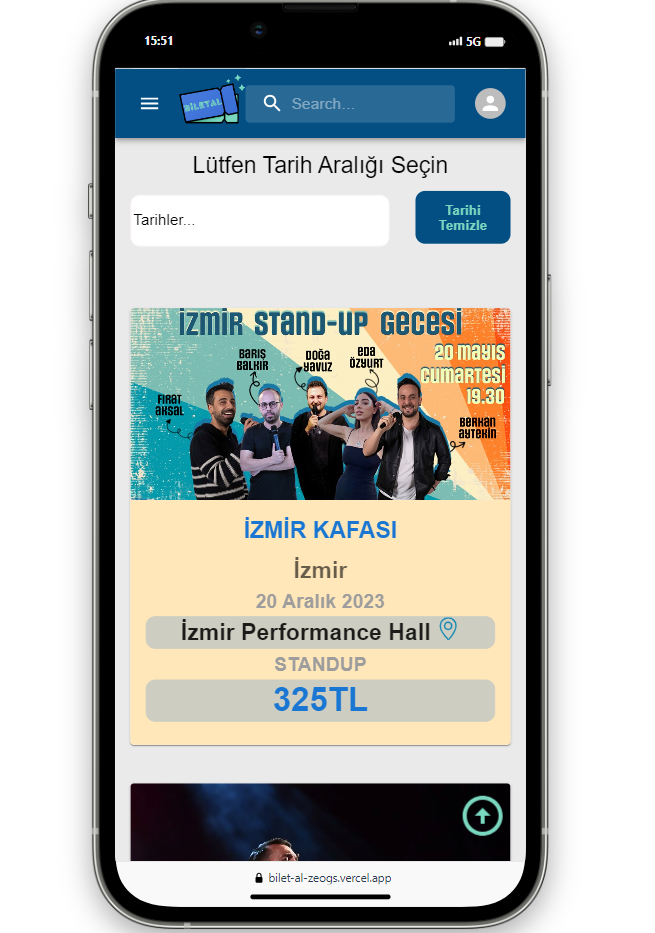 15:51
5G
BİLETAL
Search...
Lütfen Tarih Aralığı Seçin
Tarihler...
Tarihi
Temizle
İZMİR STAND-UP GECESİ
20 MAYIS
CUMARTESİ
19.30
BARIŞ
BALKIR
DOĞA
YAVUZ
EDA
ÖZYURT
FIRAT
AKSAL
BERHAN
AYTEKİN
İZMİR KAFASI
İzmir
20 Aralık 2023
İzmir Performance Hall
STANDUP
325TL
bilet-al-zeogs.vercel.app